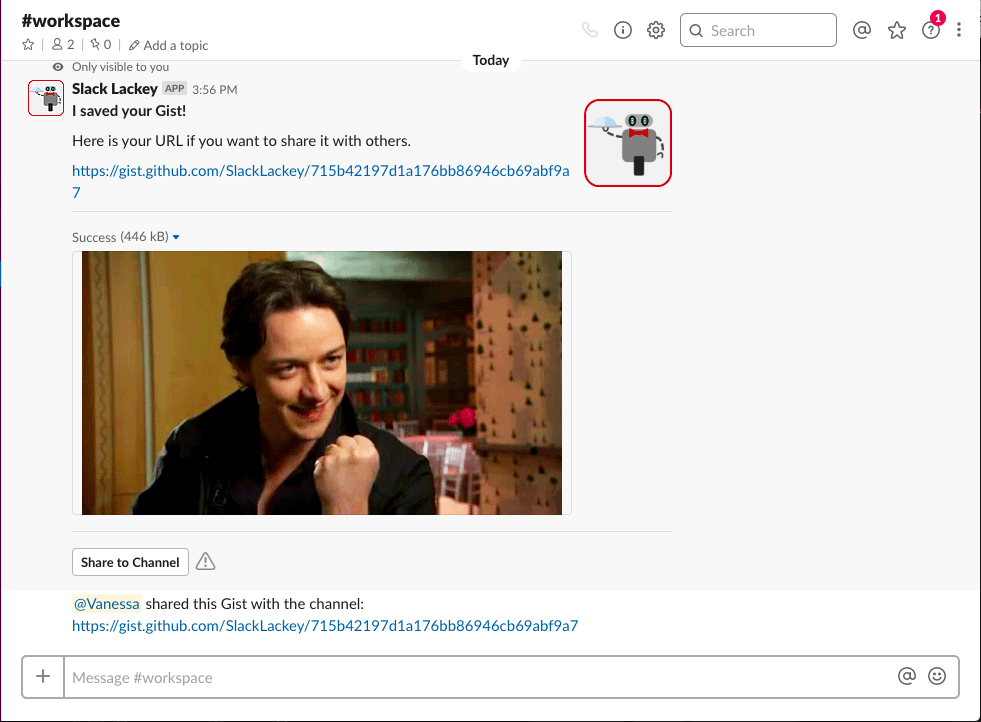 #workspace
2 | 0 | Add a topic
Search
1
Today
Only visible to you
Slack Lackey APP 3:56 PM
I saved your Gist!
Here is your URL if you want to share it with others.
https://gist.github.com/SlackLackey/715b42197d1a176bb86946cb69abf9a
7
Success (446 kB)
Share to Channel
@Vanessa shared this Gist with the channel:
https://gist.github.com/SlackLackey/715b42197d1a176bb86946cb69abf9a7
Message #workspace